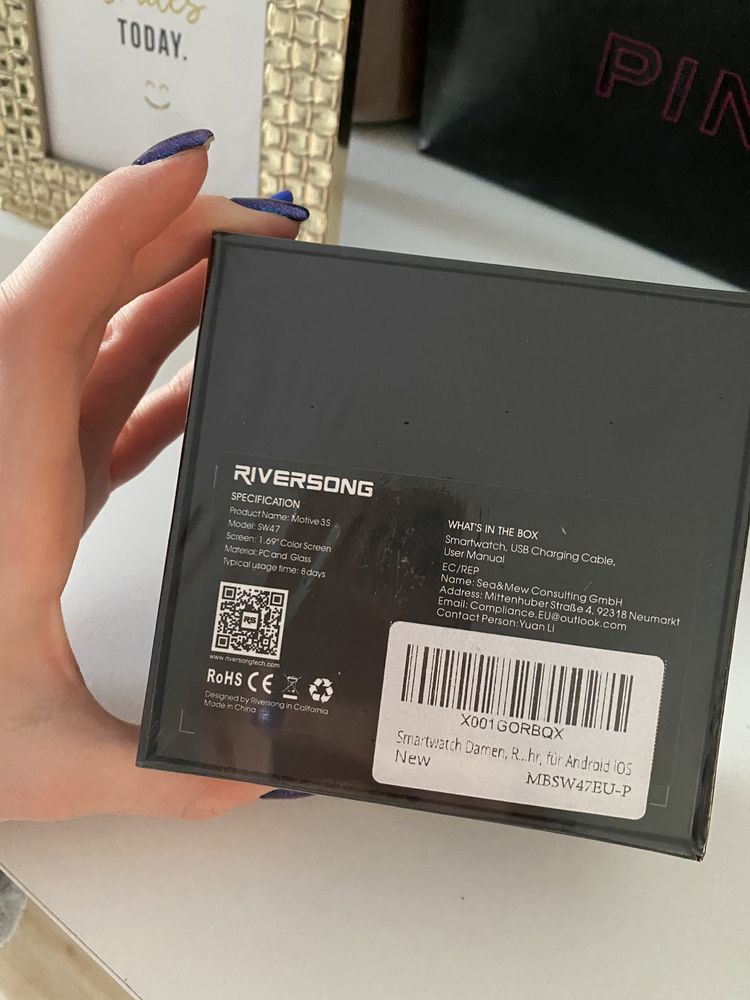 TODAY.
PIN
RIVERSONG
SPECIFICATION
Product Name: Motive 3S
Model: SW47
Screen: 1.69" Color Screen
Material: PC and Glass
Typical usage time: 8days
www.riversongtech.com
RoHS CE
Designed by Riversong in California
Made in China
WHAT'S IN THE BOX
Smartwatch, USB Charging Cable,
User Manual
EC/REP
Name: Sea&Mew Consulting GmbH
Address: Mittenhuber Straße 4, 92318 Neumarkt
Email: Compliance.EU@outlook.com
Contact Person:Yuan Li
X001GORBQX
Smartwatch Damen, R...hr, für Android iOS
New
MBSW47EU-P